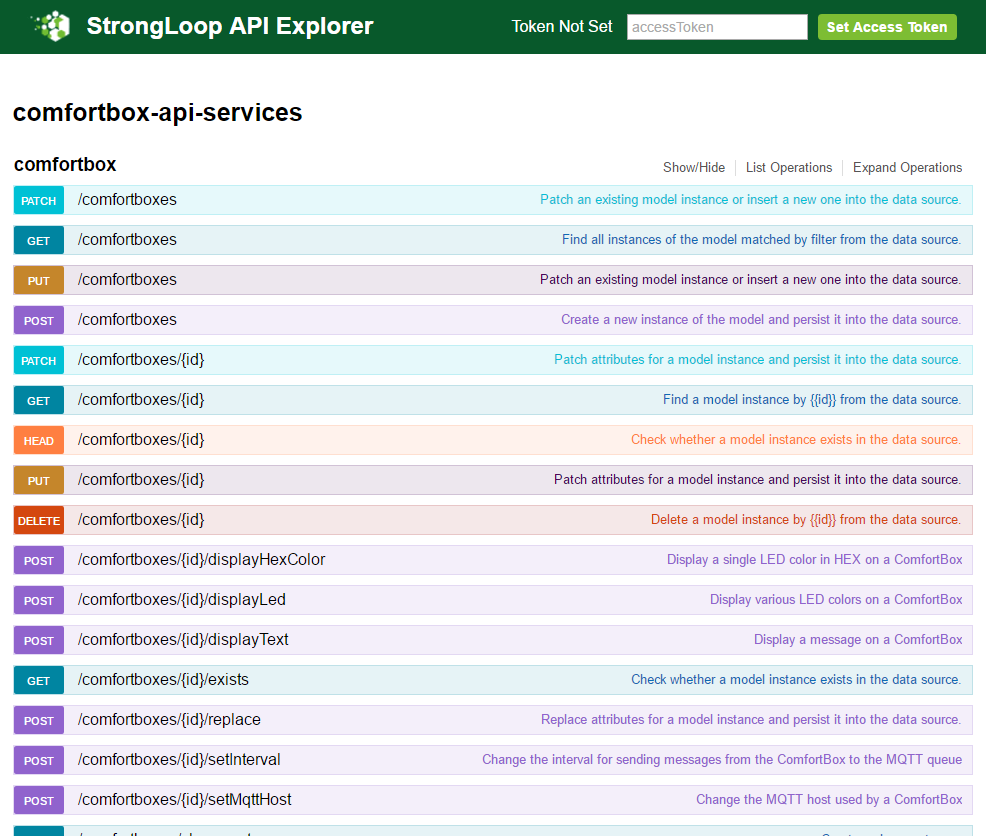 StrongLoop API Explorer Token Not Set accessToken Set Access Token
comfortbox-api-services
comfortbox Show/Hide List Operations Expand Operations
PATCH /comfortboxes Patch an existing model instance or insert a new one into the data source.
GET /comfortboxes Find all instances of the model matched by filter from the data source.
PUT /comfortboxes Patch an existing model instance or insert a new one into the data source.
POST /comfortboxes Create a new instance of the model and persist it into the data source.
PATCH /comfortboxes/{id} Patch attributes for a model instance and persist it into the data source.
GET /comfortboxes/{id} Find a model instance by {{id}} from the data source.
HEAD /comfortboxes/{id} Check whether a model instance exists in the data source.
PUT /comfortboxes/{id} Patch attributes for a model instance and persist it into the data source.
DELETE /comfortboxes/{id} Delete a model instance by {{id}} from the data source.
POST /comfortboxes/{id}/displayHexColor Display a single LED color in HEX on a ComfortBox
POST /comfortboxes/{id}/displayLed Display various LED colors on a ComfortBox
POST /comfortboxes/{id}/displayText Display a message on a ComfortBox
GET /comfortboxes/{id}/exists Check whether a model instance exists in the data source.
POST /comfortboxes/{id}/replace Replace attributes for a model instance and persist it into the data source.
POST /comfortboxes/{id}/setInterval Change the interval for sending messages from the ComfortBox to the MQTT queue
POST /comfortboxes/{id}/setMqttHost Change the MQTT host used by a ComfortBox